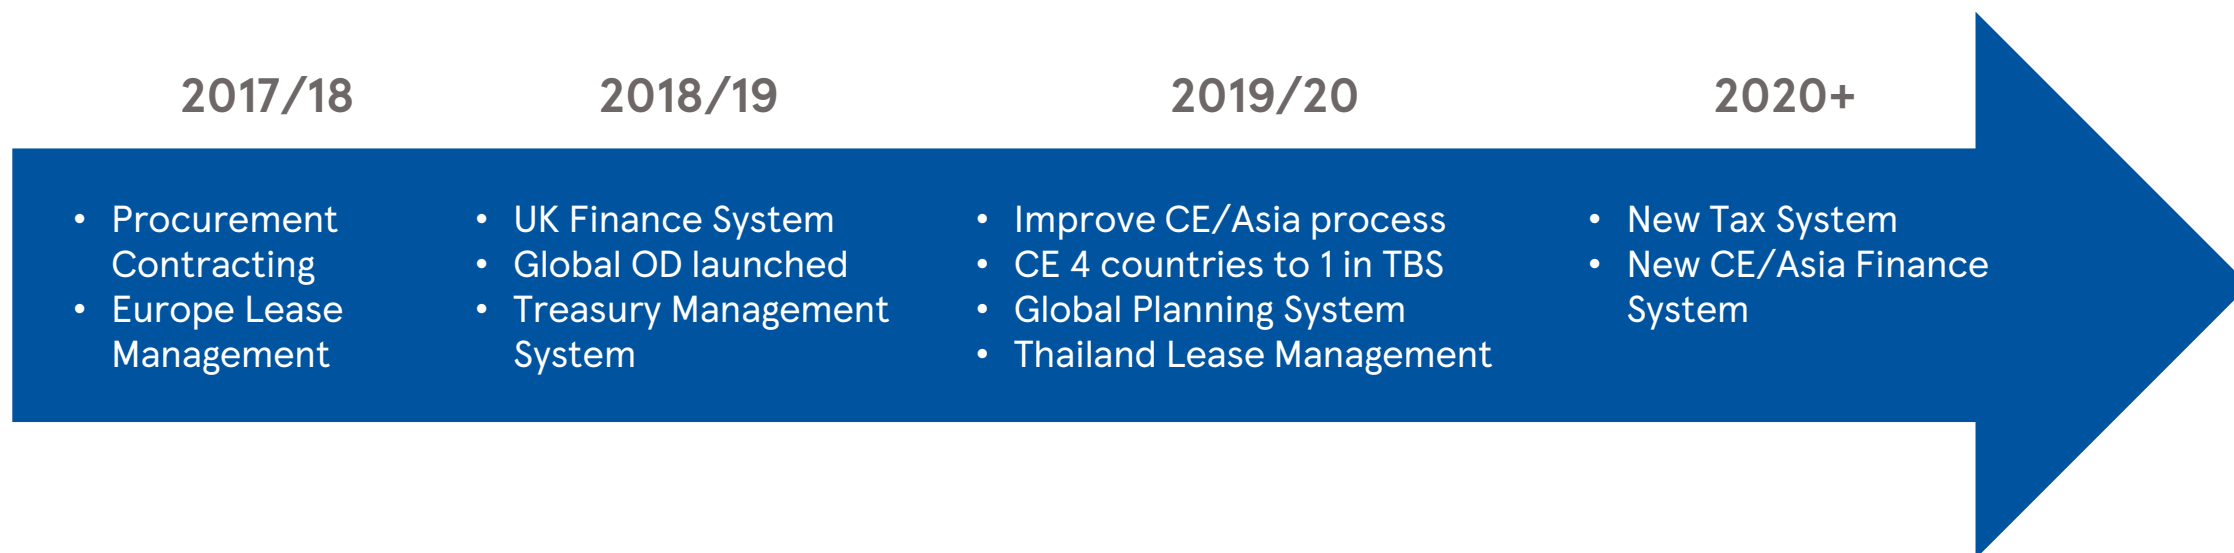 2017/18
• Procurement
Contracting
• Europe Lease
Management
2018/19
• UK Finance System
• Global OD launched
• Treasury Management
System
2019/20
• Improve CE/Asia process
• CE 4 countries to 1 in TBS
• Global Planning System
• Thailand Lease Management
2020+
• New Tax System
• New CE/Asia Finance
System